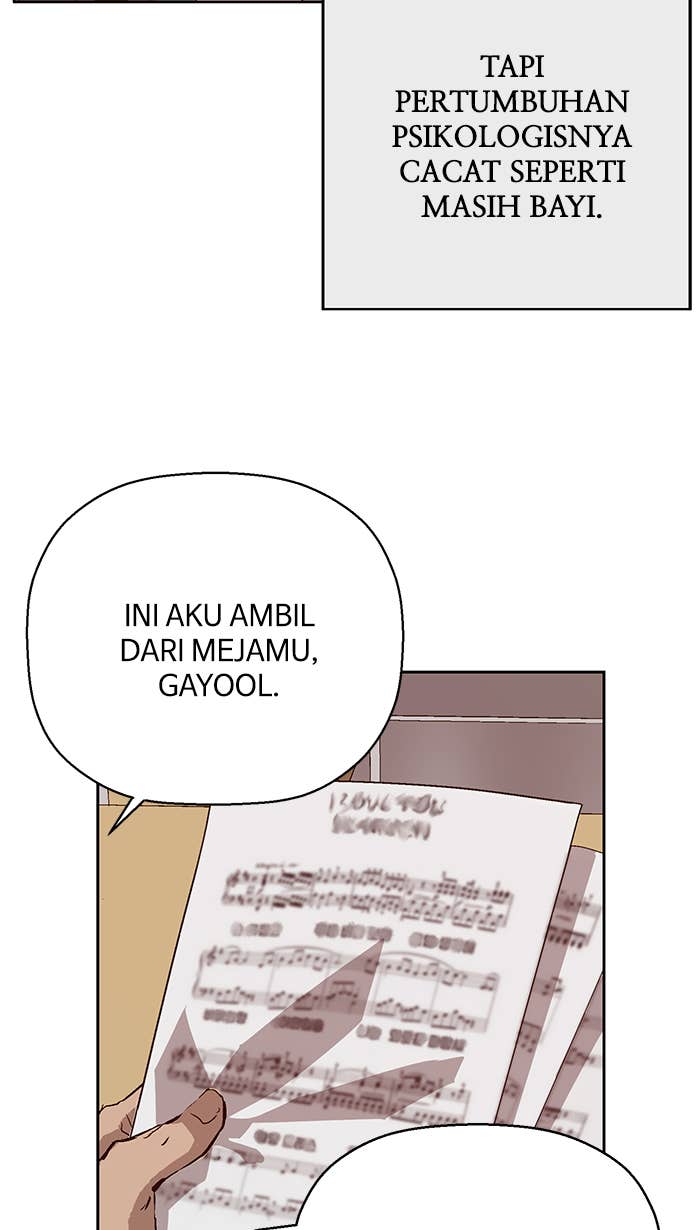 TAPI
PERTUMBUHAN
PSIKOLOGISNYA
CACAT SEPERTI
MASIH BAYI.
INI AKU AMBIL
DARI MEJAMU,
GAYOOL.